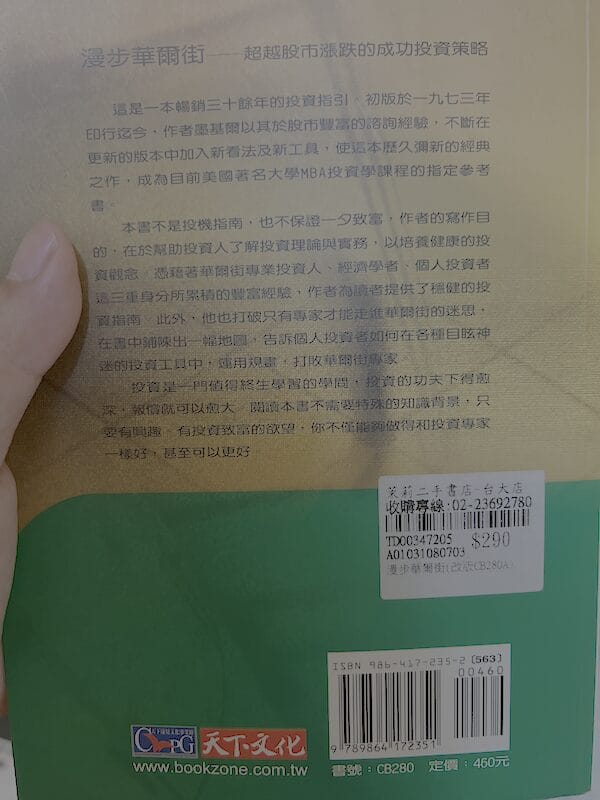 漫步華爾街——超越股市漲跌的成功投資策略
這是一本暢銷三十餘年的投資指引。初版於一九七三年
印行迄今，作者墨基爾以其於股市豐富的諮詢經驗，不斷在
更新的版本中加入新看法及新工具，使這本歷久彌新的經典
之作，成為目前美國著名大學MBA投資學課程的指定參考
書。
本書不是投機指南，也不保證一夕致富，作者的寫作目
的，在於幫助投資人了解投資理論與實務，以培養健康的投
資觀念。憑藉著華爾街專業投資人、經濟學者、個人投資者
這三重身分所累積的豐富經驗，作者為讀者提供了穩健的投
資指南。此外，他也打破只有專家才能走進華爾街的迷思，
在書中鋪陳出一幅地圖，告訴個人投資者如何在各種目眩神
迷的投資工具中，運用規畫，打敗華爾街專家。
投資是一門值得終生學習的學問，投資的功夫下得愈
深，報償就可以愈大。閱讀本書不需要特殊的知識背景，只
要有興趣、有投資致富的欲望，你不僅能夠做得和投資專家
一樣好，甚至可以更好。
茉莉二手書店-台大店
收購專線:02-23692780
TD00347205 $290
A01031080703
漫步華爾街(改版CB280A)
ISBN 986-417-235-2 (563)
00460
9 789864 172351
天下遠見文化事業群
CPG 天下文化
www.bookzone.com.tw
書號：CB280 定價：460元